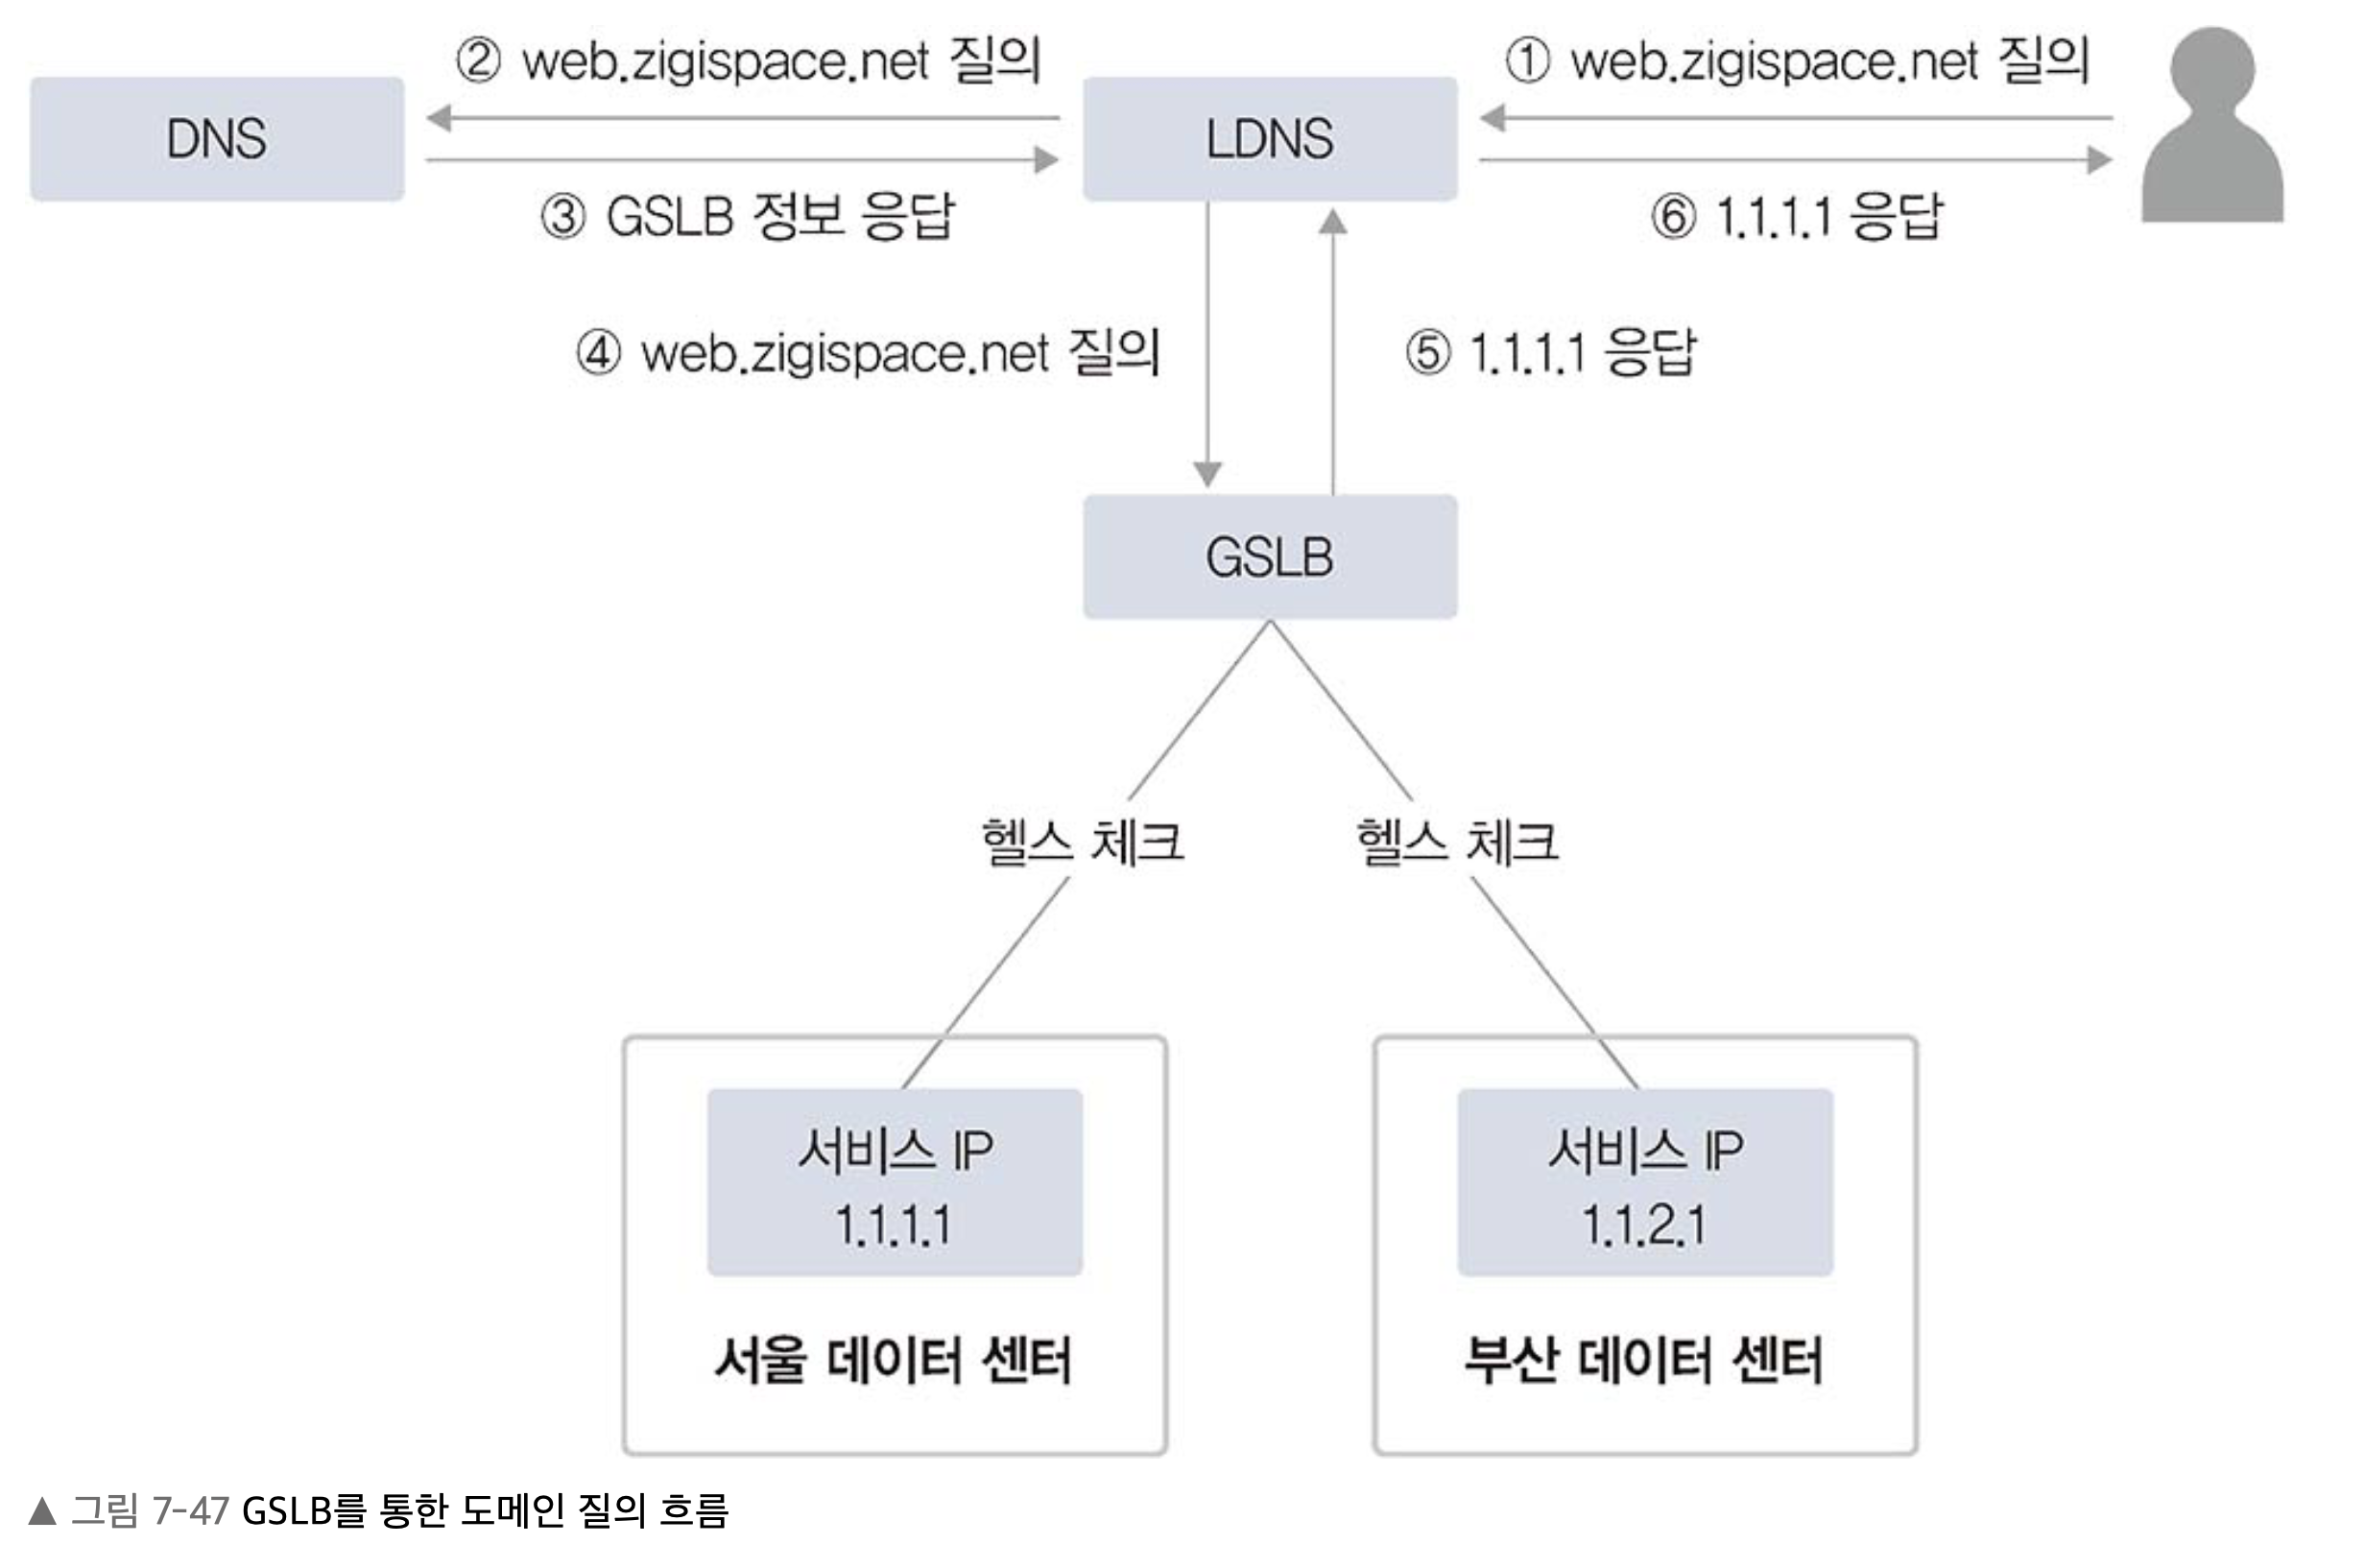 ② web.zigispace.net 질의
① web.zigispace.net 질의
DNS
LDNS
③ GSLB 정보 응답
⑥ 1.1.1.1 응답
④ web.zigispace.net 질의
⑤ 1.1.1.1 응답
GSLB
헬스 체크
헬스 체크
서비스 IP
1.1.1.1
서울 데이터 센터
서비스 IP
1.1.2.1
부산 데이터 센터
▲ 그림 7-47 GSLB를 통한 도메인 질의 흐름